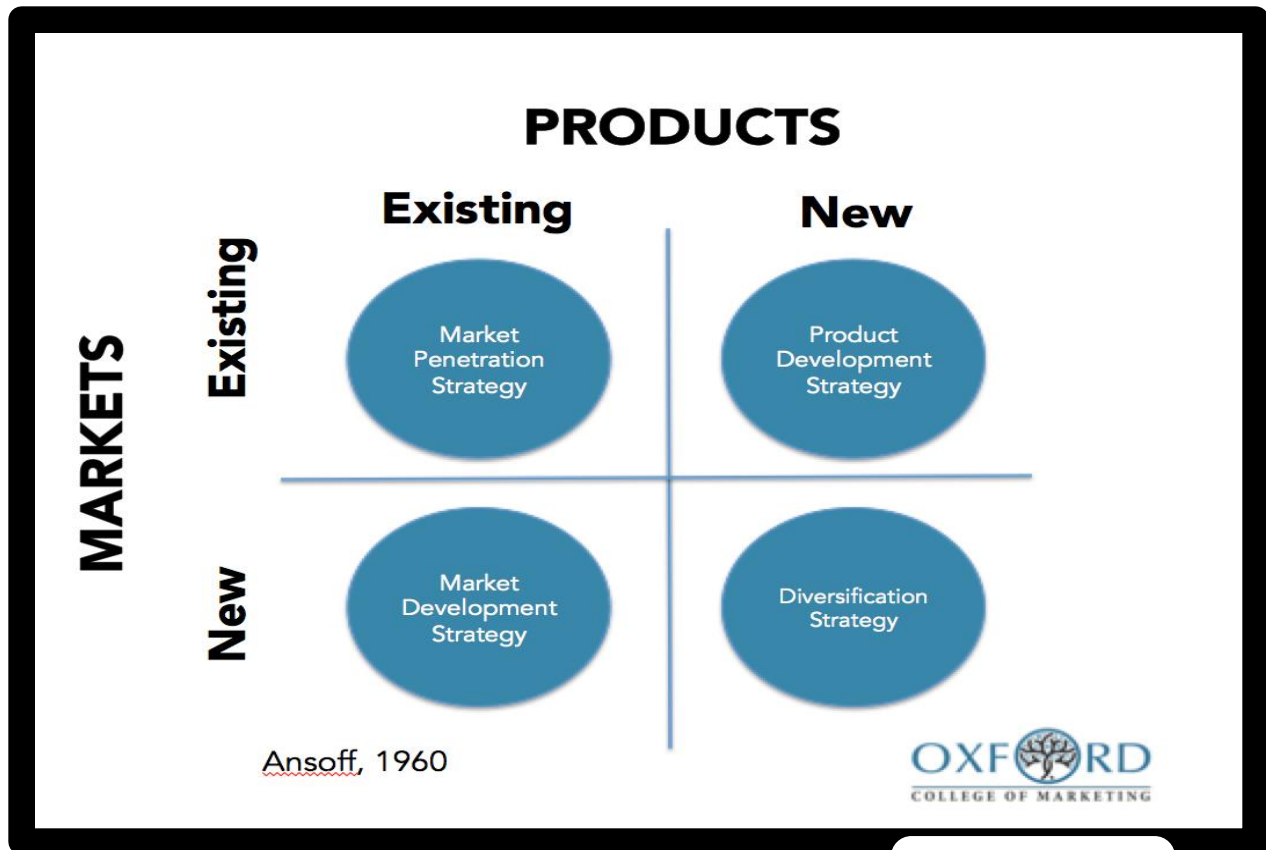 PRODUCTS
Existing
New
MARKETS
Existing
Market
Penetration
Strategy
Product
Development
Strategy
New
Market
Development
Strategy
Diversification
Strategy
Ansoff, 1960
OXFORD
COLLEGE OF MARKETING